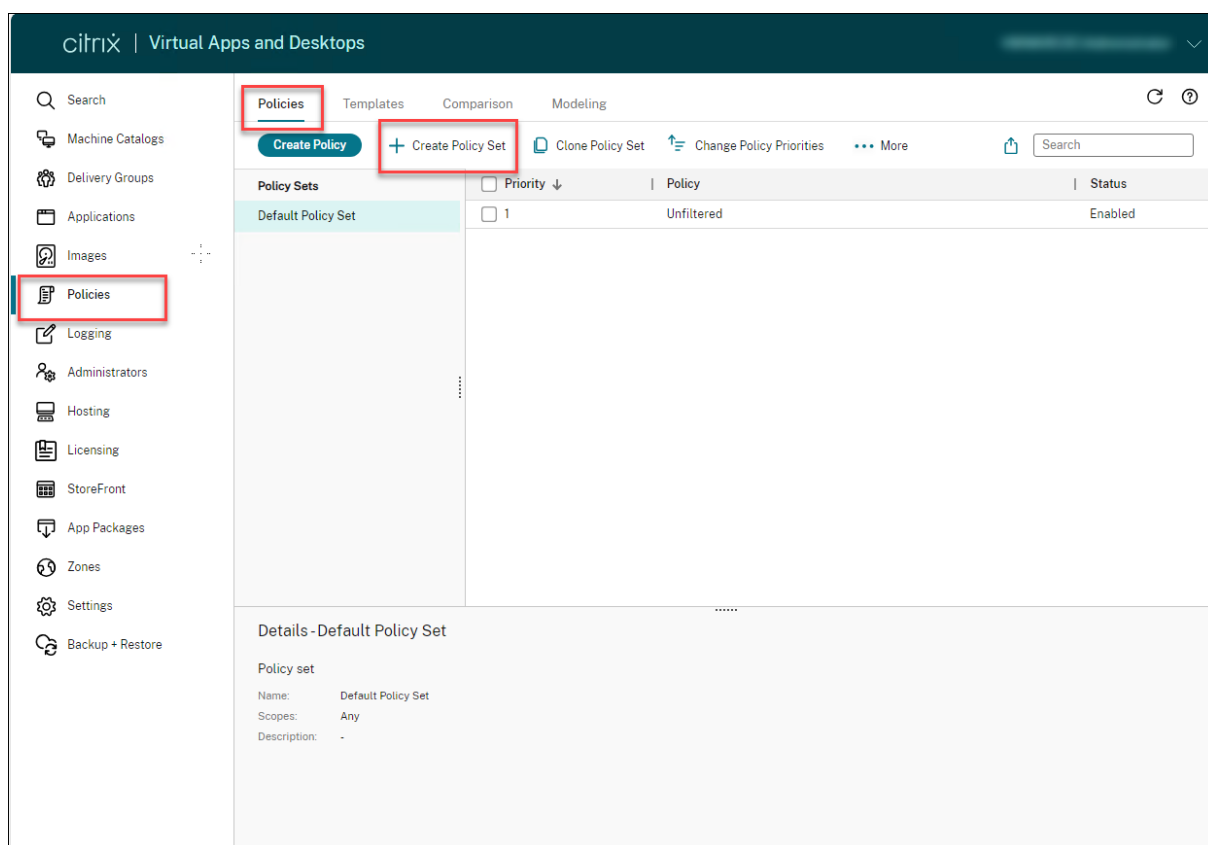 citrix | Virtual Apps and Desktops
Search
Machine Catalogs
Delivery Groups
Applications
Images
Policies
Logging
Administrators
Hosting
Licensing
StoreFront
App Packages
Zones
Settings
Backup + Restore
Policies Templates Comparison Modeling
Create Policy + Create Policy Set Clone Policy Set Change Policy Priorities ••• More Search
Policy Sets
Default Policy Set
Priority ↓ | Policy | Status
1 Unfiltered Enabled
Details - Default Policy Set
Policy set
Name: Default Policy Set
Scopes: Any
Description: -